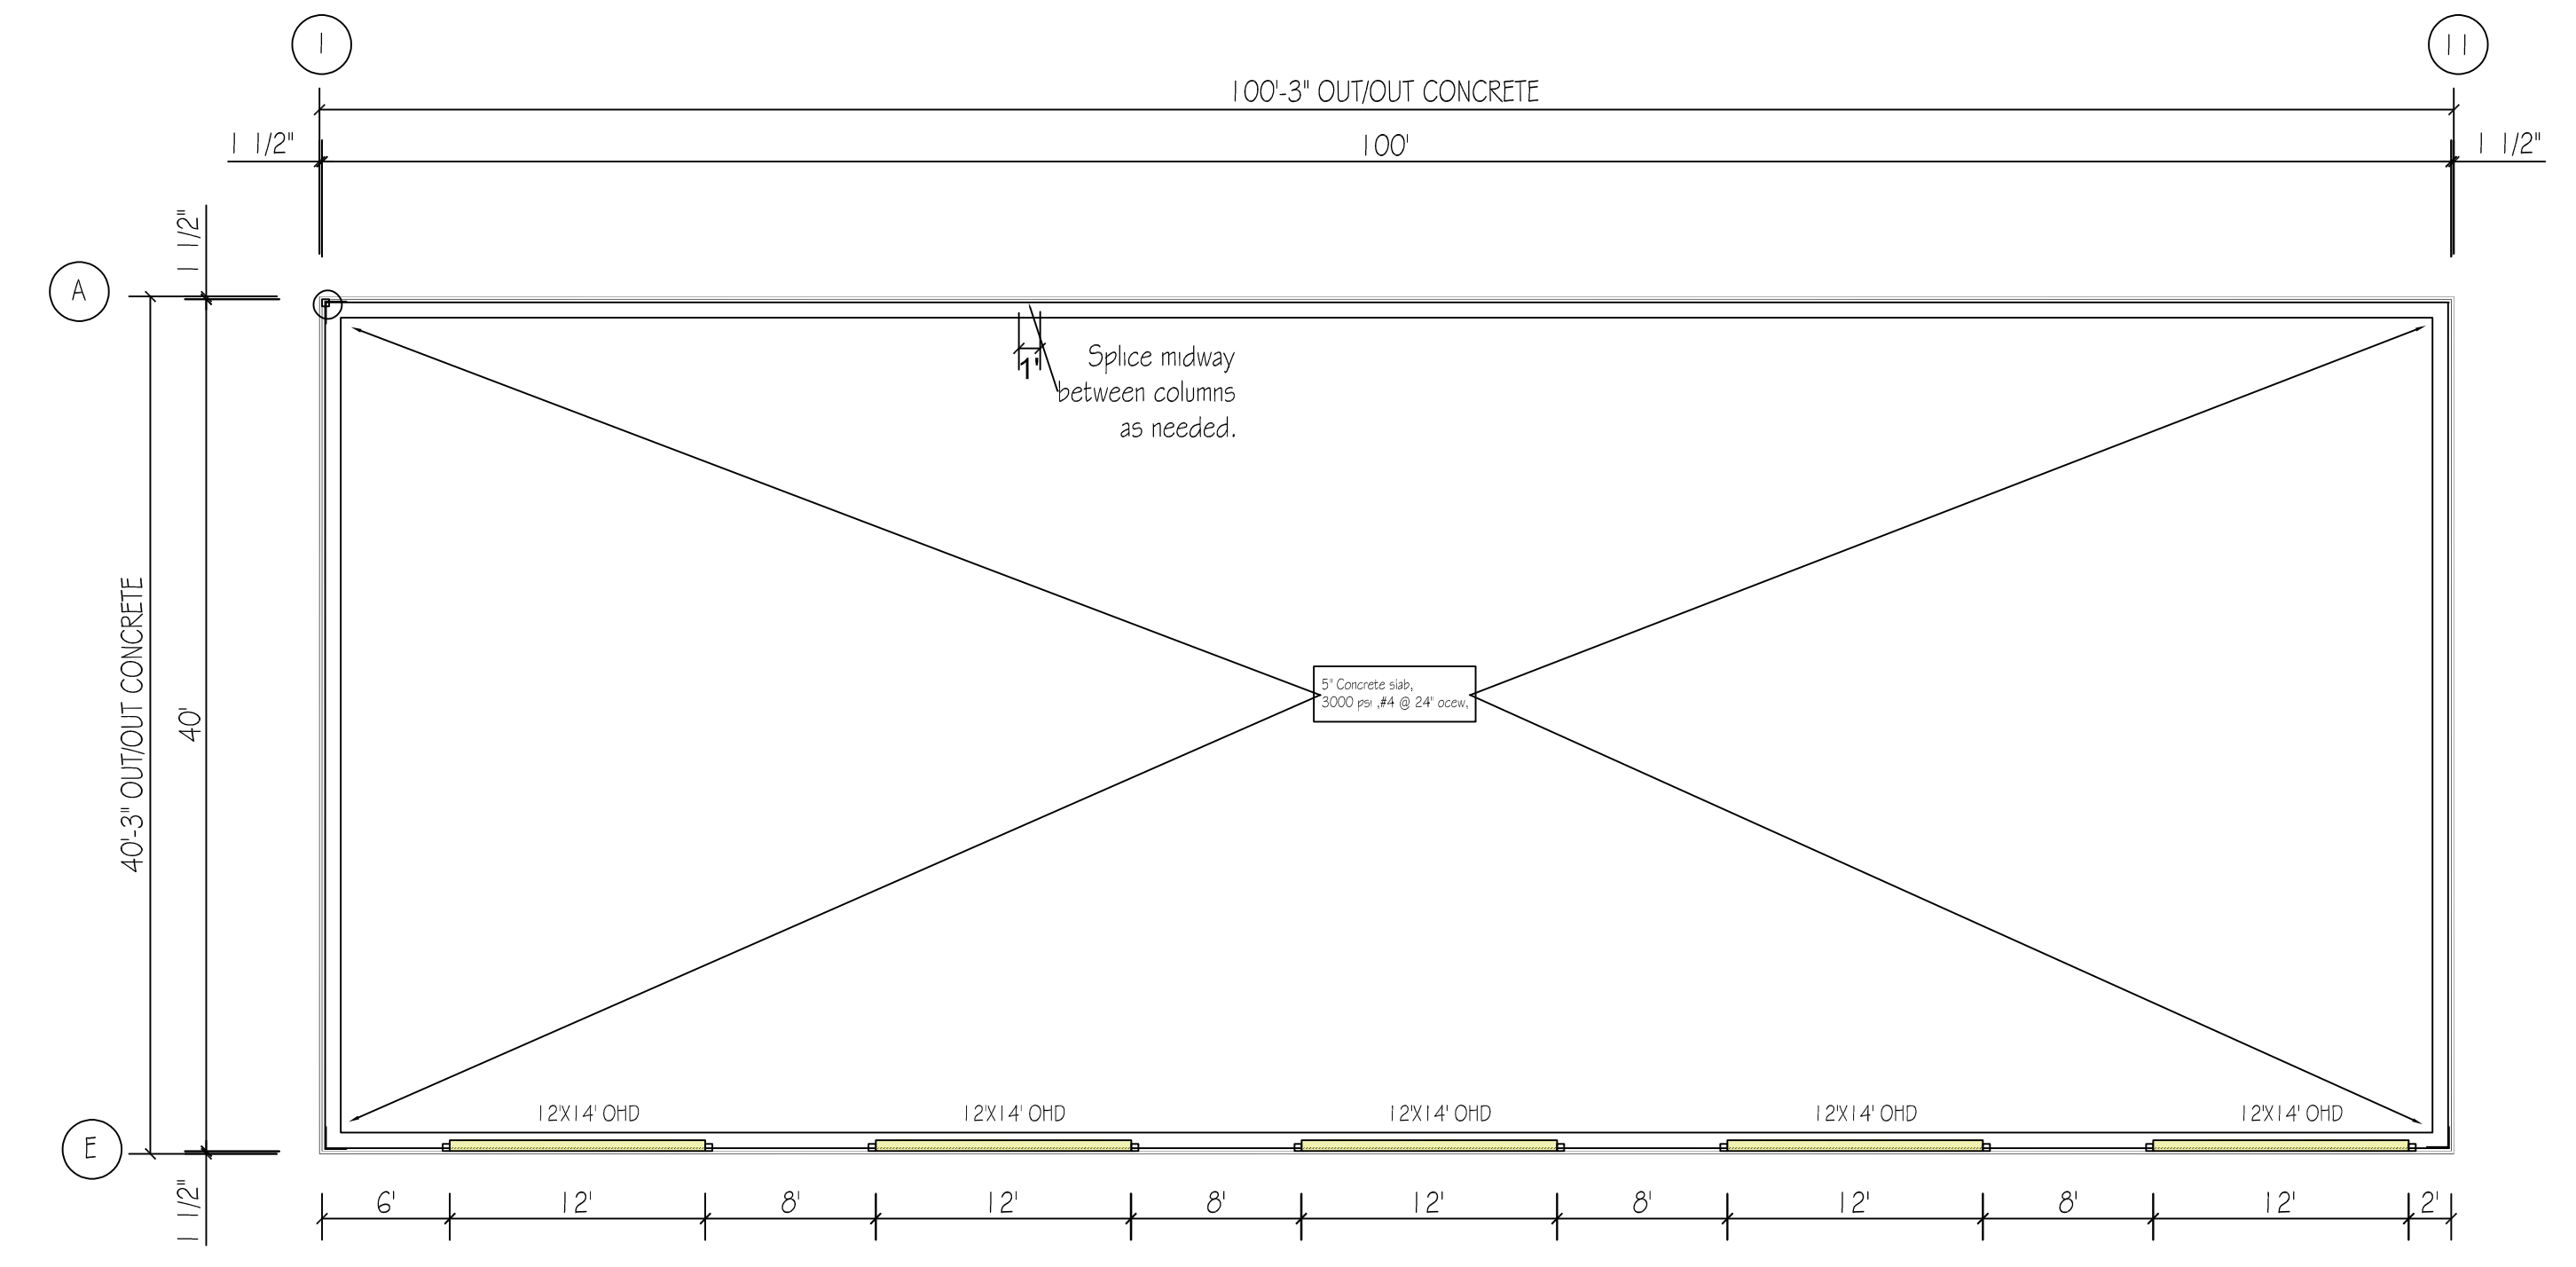 1
11
100'-3" OUT/OUT CONCRETE
1 1/2"
100'
1 1/2"
1 1/2"
A
1'
Splice midway
between columns
as needed.
40'-3" OUT/OUT CONCRETE
40'
5" Concrete slab,
3000 psi ,#4 @ 24" ocew,
12'X14' OHD
12'X14' OHD
12'X14' OHD
12'X14' OHD
12'X14' OHD
E
1 1/2"
6'
12'
8'
12'
8'
12'
8'
12'
8'
12'
2'